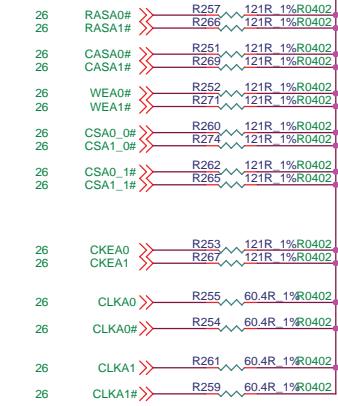 26 RASA0# R257 121R_1% R0402
26 RASA1# R266 121R_1% R0402
26 CASA0# R251 121R_1% R0402
26 CASA1# R269 121R_1% R0402
26 WEA0# R252 121R_1% R0402
26 WEA1# R271 121R_1% R0402
26 CSA0_0# R260 121R_1% R0402
26 CSA1_0# R274 121R_1% R0402
26 CSA0_1# R262 121R_1% R0402
26 CSA1_1# R265 121R_1% R0402
26 CKEA0 R253 121R_1% R0402
26 CKEA1 R267 121R_1% R0402
26 CLKA0 R255 60.4R_1% R0402
26 CLKA0# R254 60.4R_1% R0402
26 CLKA1 R261 60.4R_1% R0402
26 CLKA1# R259 60.4R_1% R0402